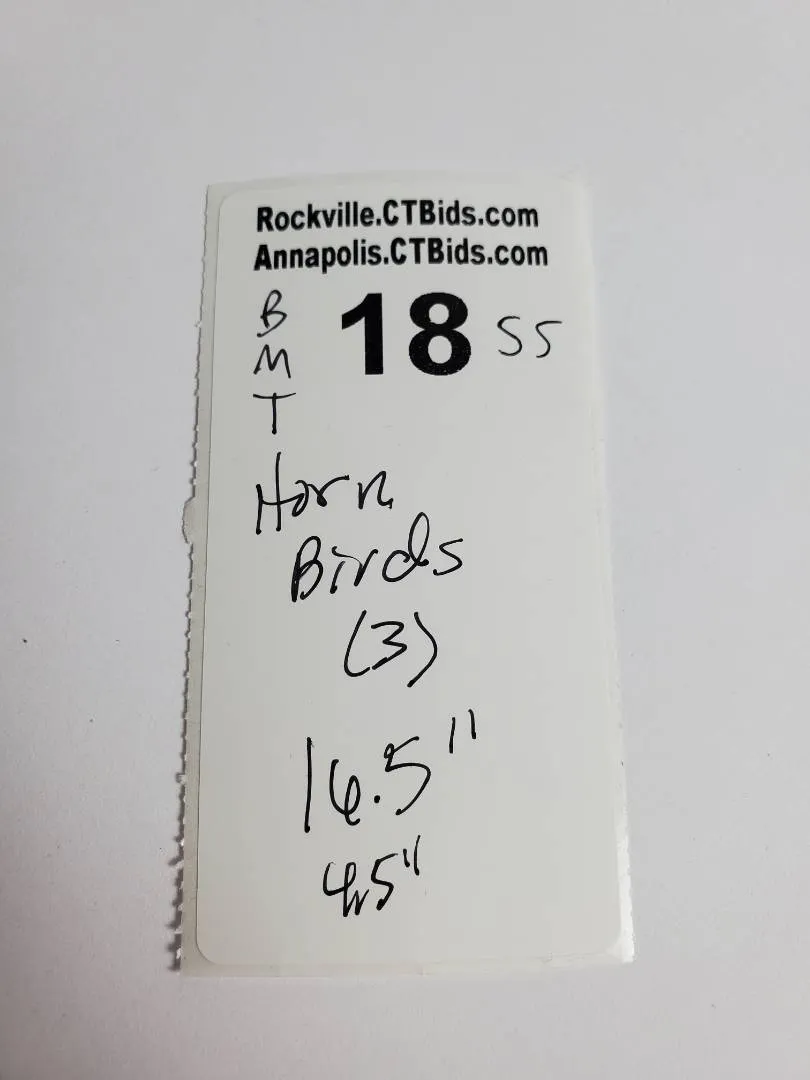 Rockville.CTBids.com
Annapolis.CTBids.com
B
M
T
18 SS
Horn
Birds
(3)
16.5"
4.5"